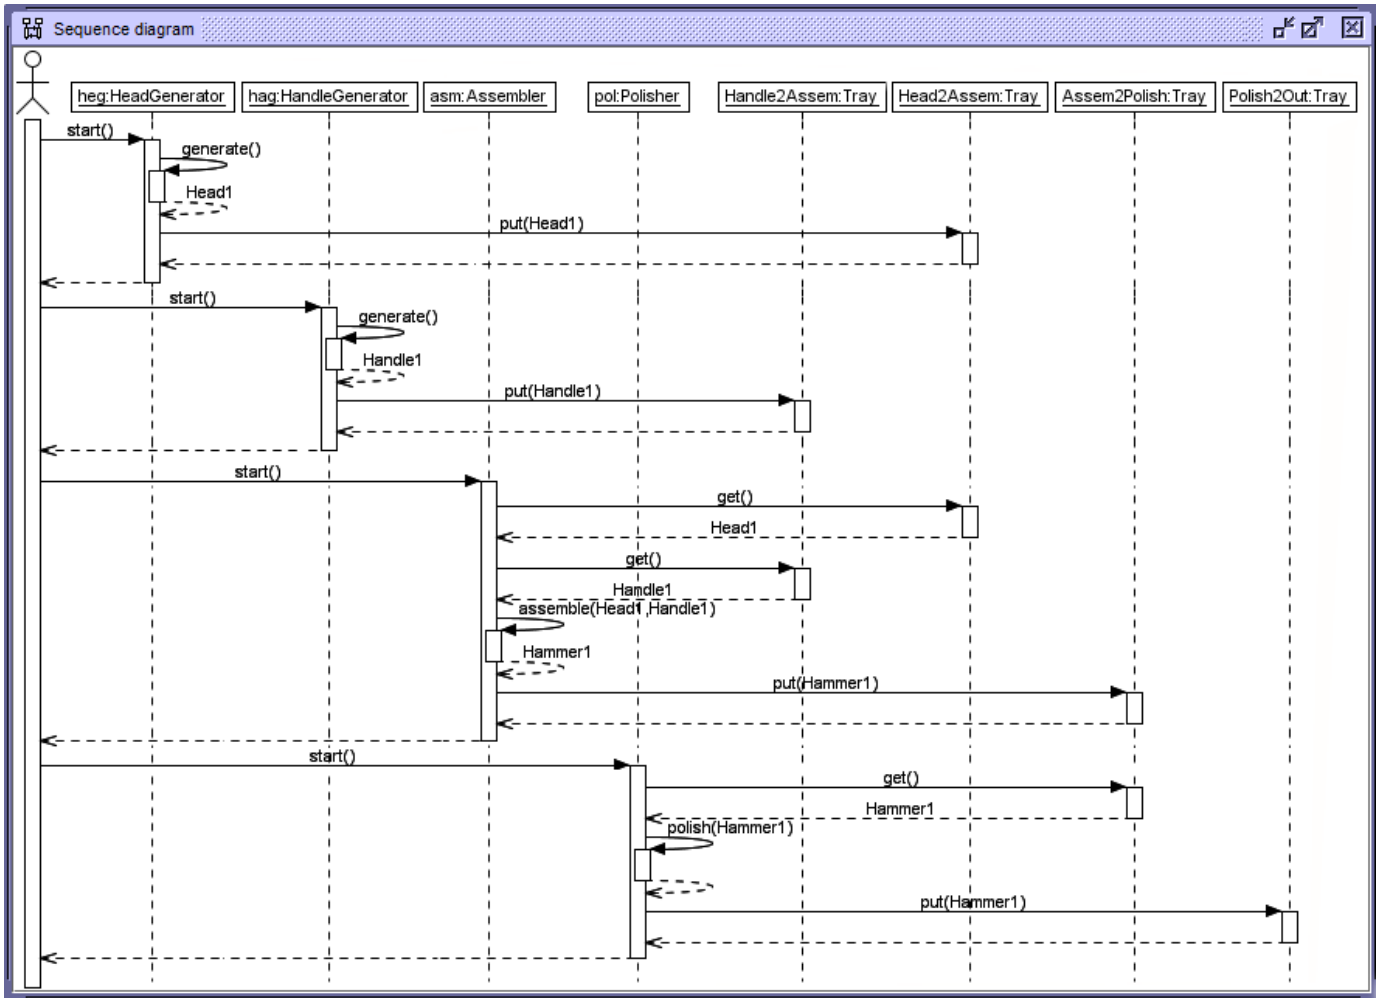 Sequence diagram
heg:HeadGenerator hag:HandleGenerator asm:Assembler pol:Polisher Handle2Assem:Tray Head2Assem:Tray Assem2Polish:Tray Polish2Out:Tray
start()
generate()
Head1
put(Head1)
start()
generate()
Handle1
put(Handle1)
start()
get()
Head1
get()
Handle1
assemble(Head1,Handle1)
Hammer1
put(Hammer1)
start()
get()
Hammer1
polish(Hammer1)
put(Hammer1)